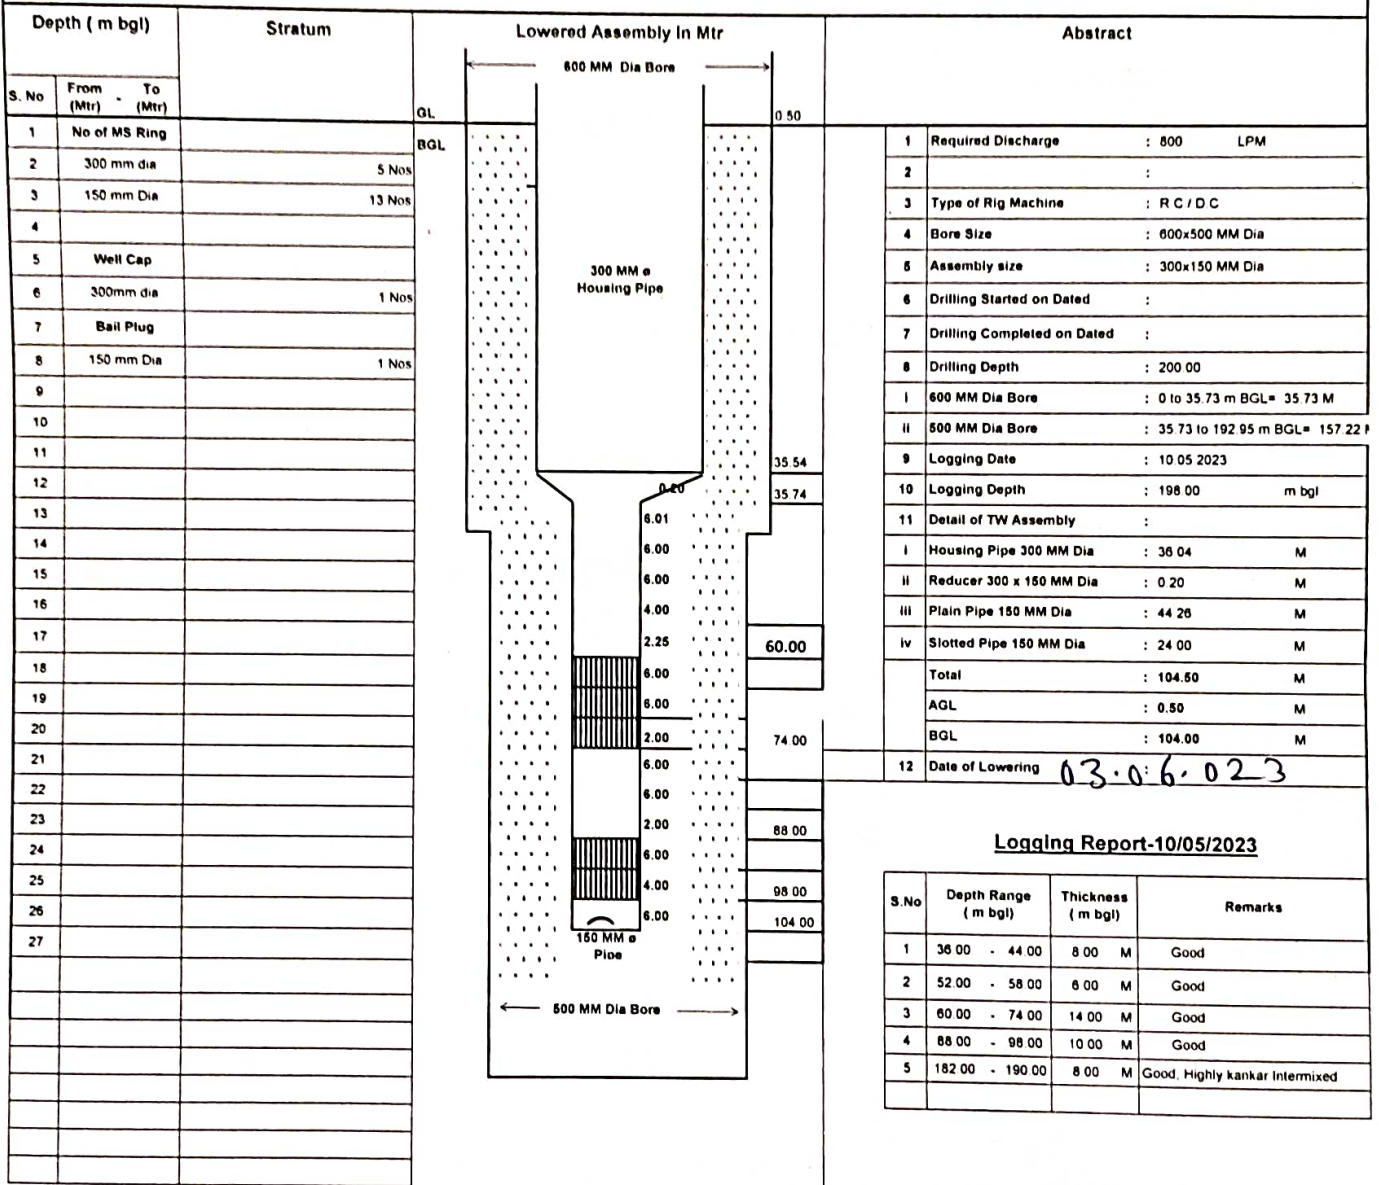 Depth ( m bgl)
Stratum
Lowered Assembly In Mtr
Abstract
S. No
From (Mtr) - To (Mtr)
1 No of MS Ring
2 300 mm dia 5 Nos
3 150 mm Dia 13 Nos
4
5 Well Cap
6 300mm dia 1 Nos
7 Bail Plug
8 150 mm Dia 1 Nos
9
10
11
12
13
14
15
16
17
18
19
20
21
22
23
24
25
26
27
600 MM Dia Bore
GL
0.50
BGL
300 MM ø
Housing Pipe
35.54
0.20
35.74
6.01
6.00
6.00
4.00
2.25
60.00
6.00
6.00
2.00
74.00
6.00
6.00
2.00
88 00
6.00
4.00
98 00
6.00
104 00
150 MM ø
Pipe
500 MM Dia Bore
1 Required Discharge : 800 LPM
2 :
3 Type of Rig Machine : R C / D C
4 Bore Size : 600x500 MM Dia
5 Assembly size : 300x150 MM Dia
6 Drilling Started on Dated :
7 Drilling Completed on Dated :
8 Drilling Depth : 200 00
I 600 MM Dia Bore : 0 to 35.73 m BGL= 35.73 M
II 500 MM Dia Bore : 35.73 to 192.95 m BGL= 157.22
9 Logging Date : 10 05 2023
10 Logging Depth : 198 00 m bgl
11 Detail of TW Assembly :
I Housing Pipe 300 MM Dia : 36 04 M
II Reducer 300 x 150 MM Dia : 0 20 M
III Plain Pipe 150 MM Dia : 44 26 M
Iv Slotted Pipe 150 MM Dia : 24 00 M
Total : 104.50 M
AGL : 0.50 M
BGL : 104.00 M
12 Date of Lowering 03.06.023
Logging Report-10/05/2023
S.No
Depth Range ( m bgl)
Thickness ( m bgl)
Remarks
1 36 00 - 44.00 8 00 M Good
2 52.00 - 58 00 6 00 M Good
3 60.00 - 74 00 14 00 M Good
4 88 00 - 98.00 10 00 M Good
5 182 00 - 190 00 8 00 M Good, Highly kankar Intermixed